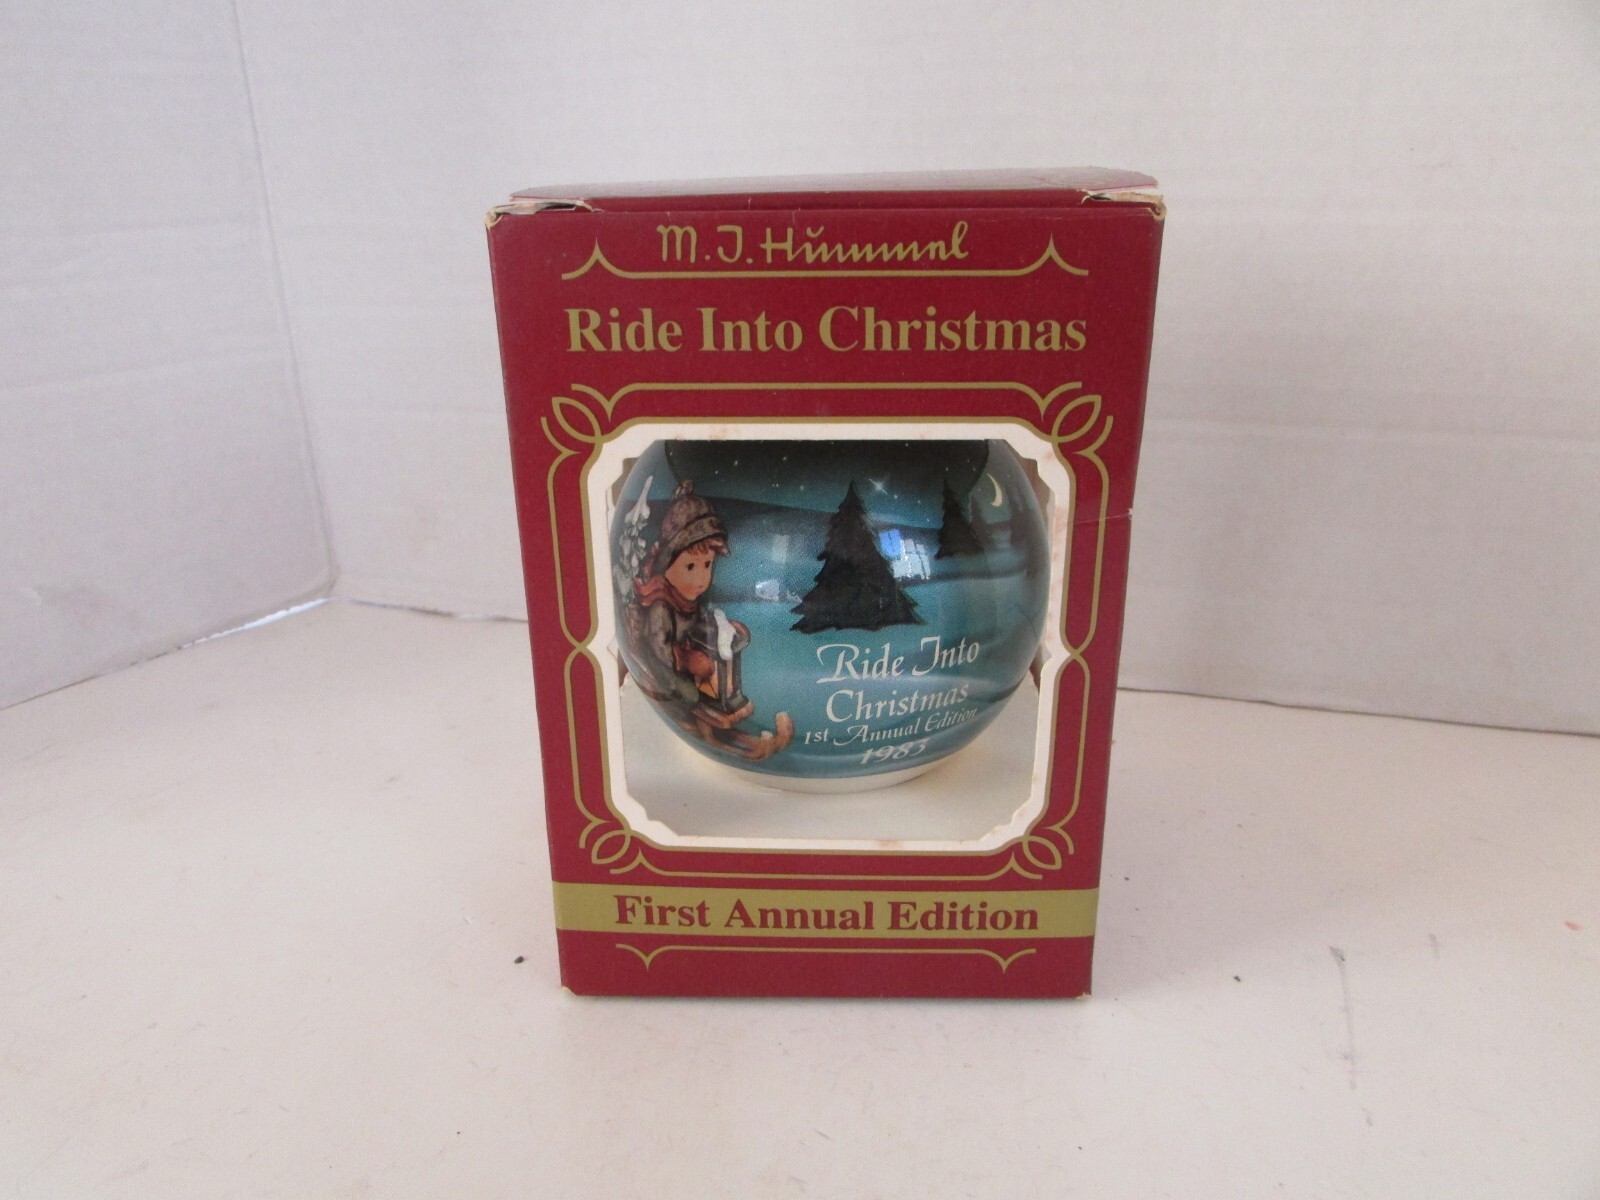 M.J. Hummel
Ride Into Christmas
Ride Into
Christmas
1st Annual Edition
1983
First Annual Edition